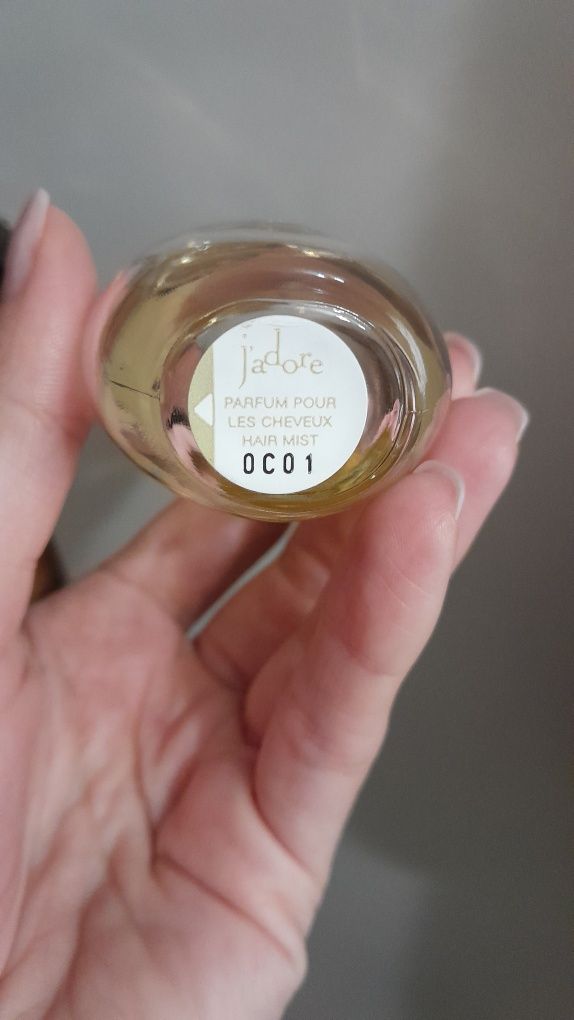 j'adore
PARFUM POUR
LES CHEVEUX
HAIR MIST
0C01